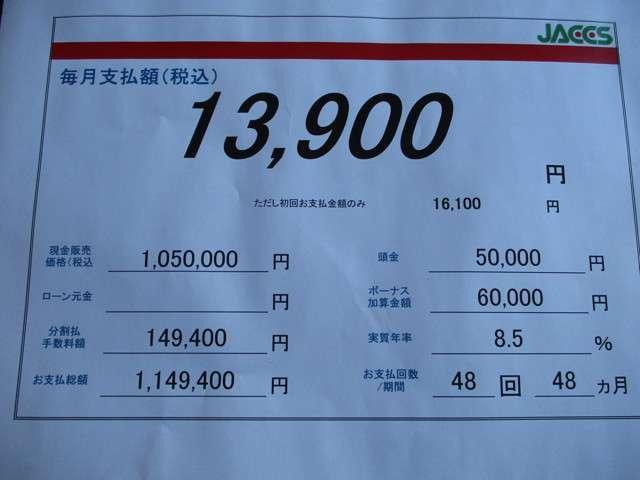 JACCS
毎月支払額(税込)
13,900
円
ただし初回お支払金額のみ 16,100 円
現金販売
価格(税込 1,050,000 円
頭金 50,000 円
ローン元金 円
ボーナス
加算金額 60,000 円
分割払
手数料額 149,400 円
実質年率 8.5 %
お支払総額 1,149,400 円
お支払回数
/期間 48 回 48 カ月